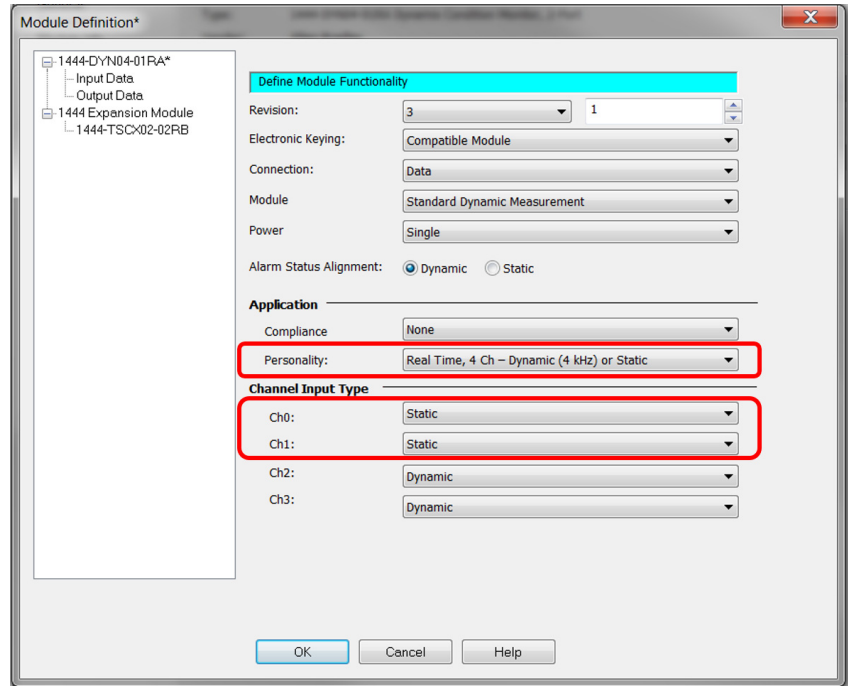 Module Definition*
1444-DYN04-01RA*
Input Data
Output Data
1444 Expansion Module
1444-TSCX02-02RB
Define Module Functionality
Revision: 3 1
Electronic Keying: Compatible Module
Connection: Data
Module Standard Dynamic Measurement
Power Single
Alarm Status Alignment: Dynamic Static
Application
Compliance None
Personality: Real Time, 4 Ch – Dynamic (4 kHz) or Static
Channel Input Type
Ch0: Static
Ch1: Static
Ch2: Dynamic
Ch3: Dynamic
OK Cancel Help